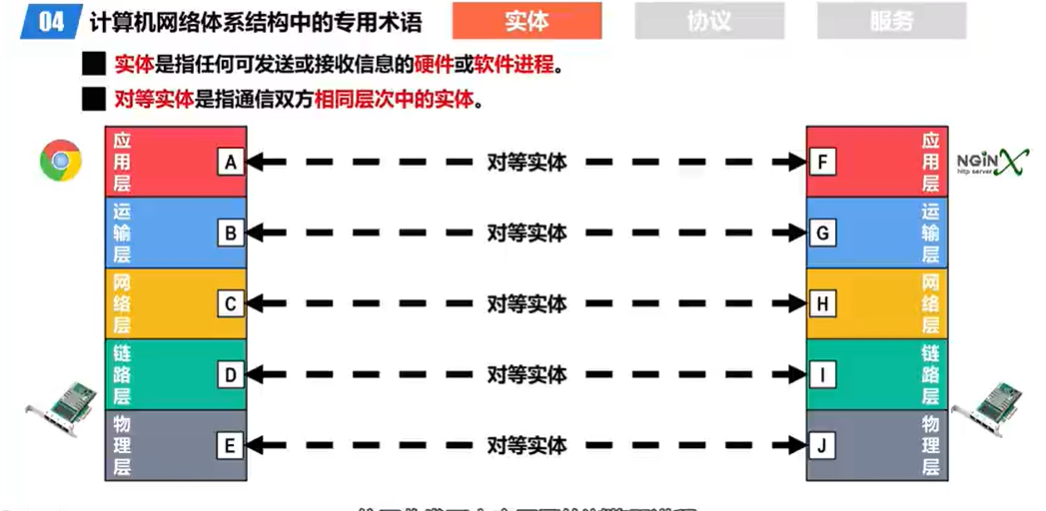 04 计算机网络体系结构中的专用术语 实体 协议 服务
实体是指任何可发送或接收信息的硬件或软件进程。
对等实体是指通信双方相同层次中的实体。
应用层 A 对等实体 F 应用层
NGiNX
http server
运输层 B 对等实体 G 运输层
网络层 C 对等实体 H 网络层
链路层 D 对等实体 I 链路层
物理层 E 对等实体 J 物理层